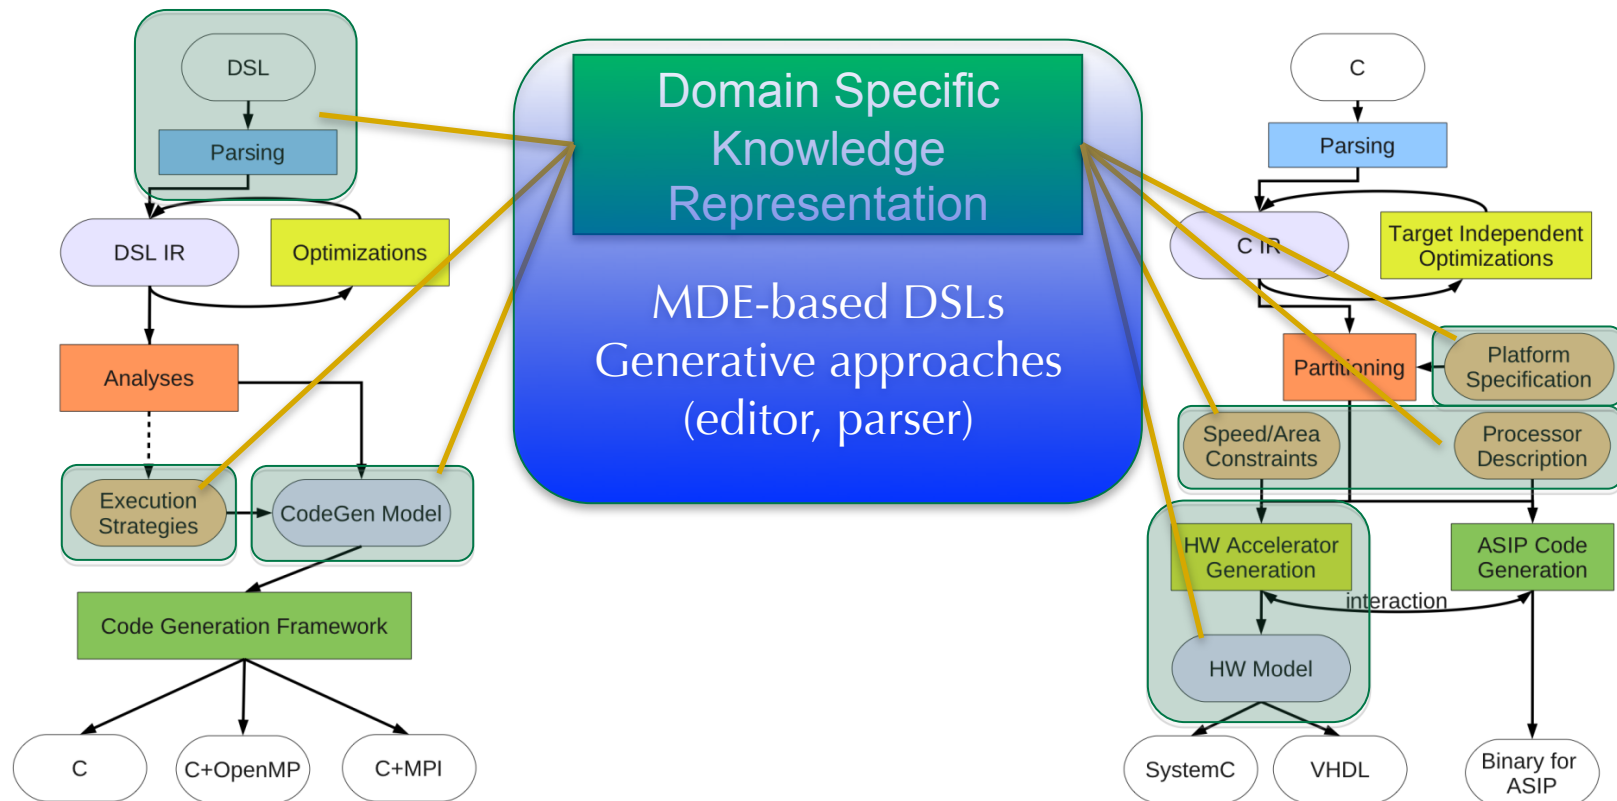 DSL
Parsing
DSL IR
Optimizations
Analyses
Execution
Strategies
CodeGen Model
Code Generation Framework
C
C+OpenMP
C+MPI
Domain Specific
Knowledge
Representation
MDE-based DSLs
Generative approaches
(editor, parser)
C
Parsing
C IR
Target Independent
Optimizations
Partitioning
Platform
Specification
Speed/Area
Constraints
Processor
Description
HW Accelerator
Generation
ASIP Code
Generation
interaction
HW Model
SystemC
VHDL
Binary for
ASIP